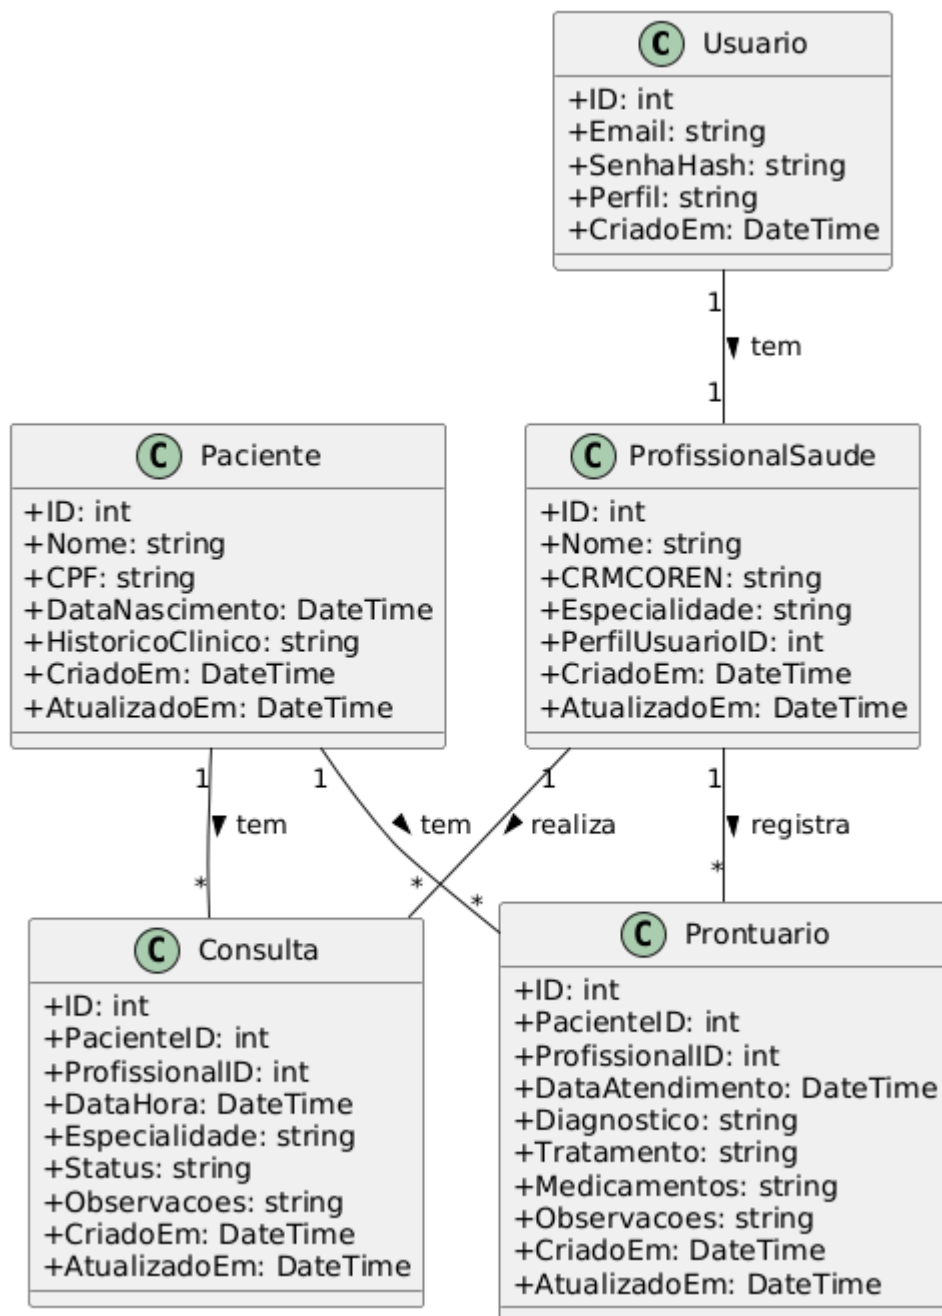 C Usuario
+ID: int
+Email: string
+SenhaHash: string
+Perfil: string
+CriadoEm: DateTime
1
tem
1
C Paciente
+ID: int
+Nome: string
+CPF: string
+DataNascimento: DateTime
+HistoricoClinico: string
+CriadoEm: DateTime
+AtualizadoEm: DateTime
C ProfissionalSaude
+ID: int
+Nome: string
+CRMCOREN: string
+Especialidade: string
+PerfilUsuarioID: int
+CriadoEm: DateTime
+AtualizadoEm: DateTime
1 1 1 1
tem tem realiza registra
* * * *
C Consulta
+ID: int
+PacienteID: int
+ProfissionalID: int
+DataHora: DateTime
+Especialidade: string
+Status: string
+Observacoes: string
+CriadoEm: DateTime
+AtualizadoEm: DateTime
C Prontuario
+ID: int
+PacienteID: int
+ProfissionalID: int
+DataAtendimento: DateTime
+Diagnostico: string
+Tratamento: string
+Medicamentos: string
+Observacoes: string
+CriadoEm: DateTime
+AtualizadoEm: DateTime